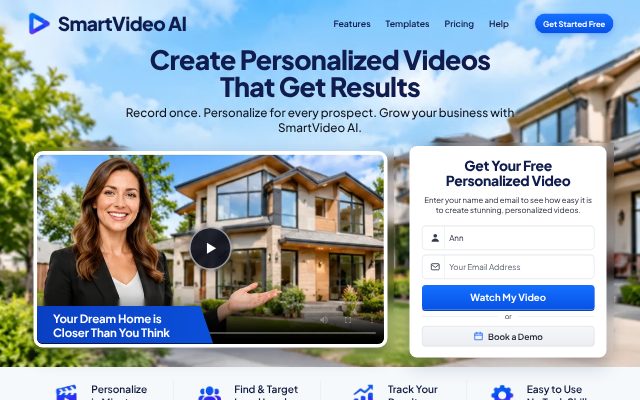 SmartVideo AI
Features
Templates
Pricing
Help
Get Started Free
Create Personalized Videos
That Get Results
Record once. Personalize for every prospect. Grow your business with
SmartVideo AI.
Your Dream Home is
Closer Than You Think
Get Your Free
Personalized Video
Enter your name and email to see how easy it is
to create stunning, personalized videos.
Ann
Your Email Address
Watch My Video
or
Book a Demo
Personalize
Find & Target
Track Your
Easy to Use